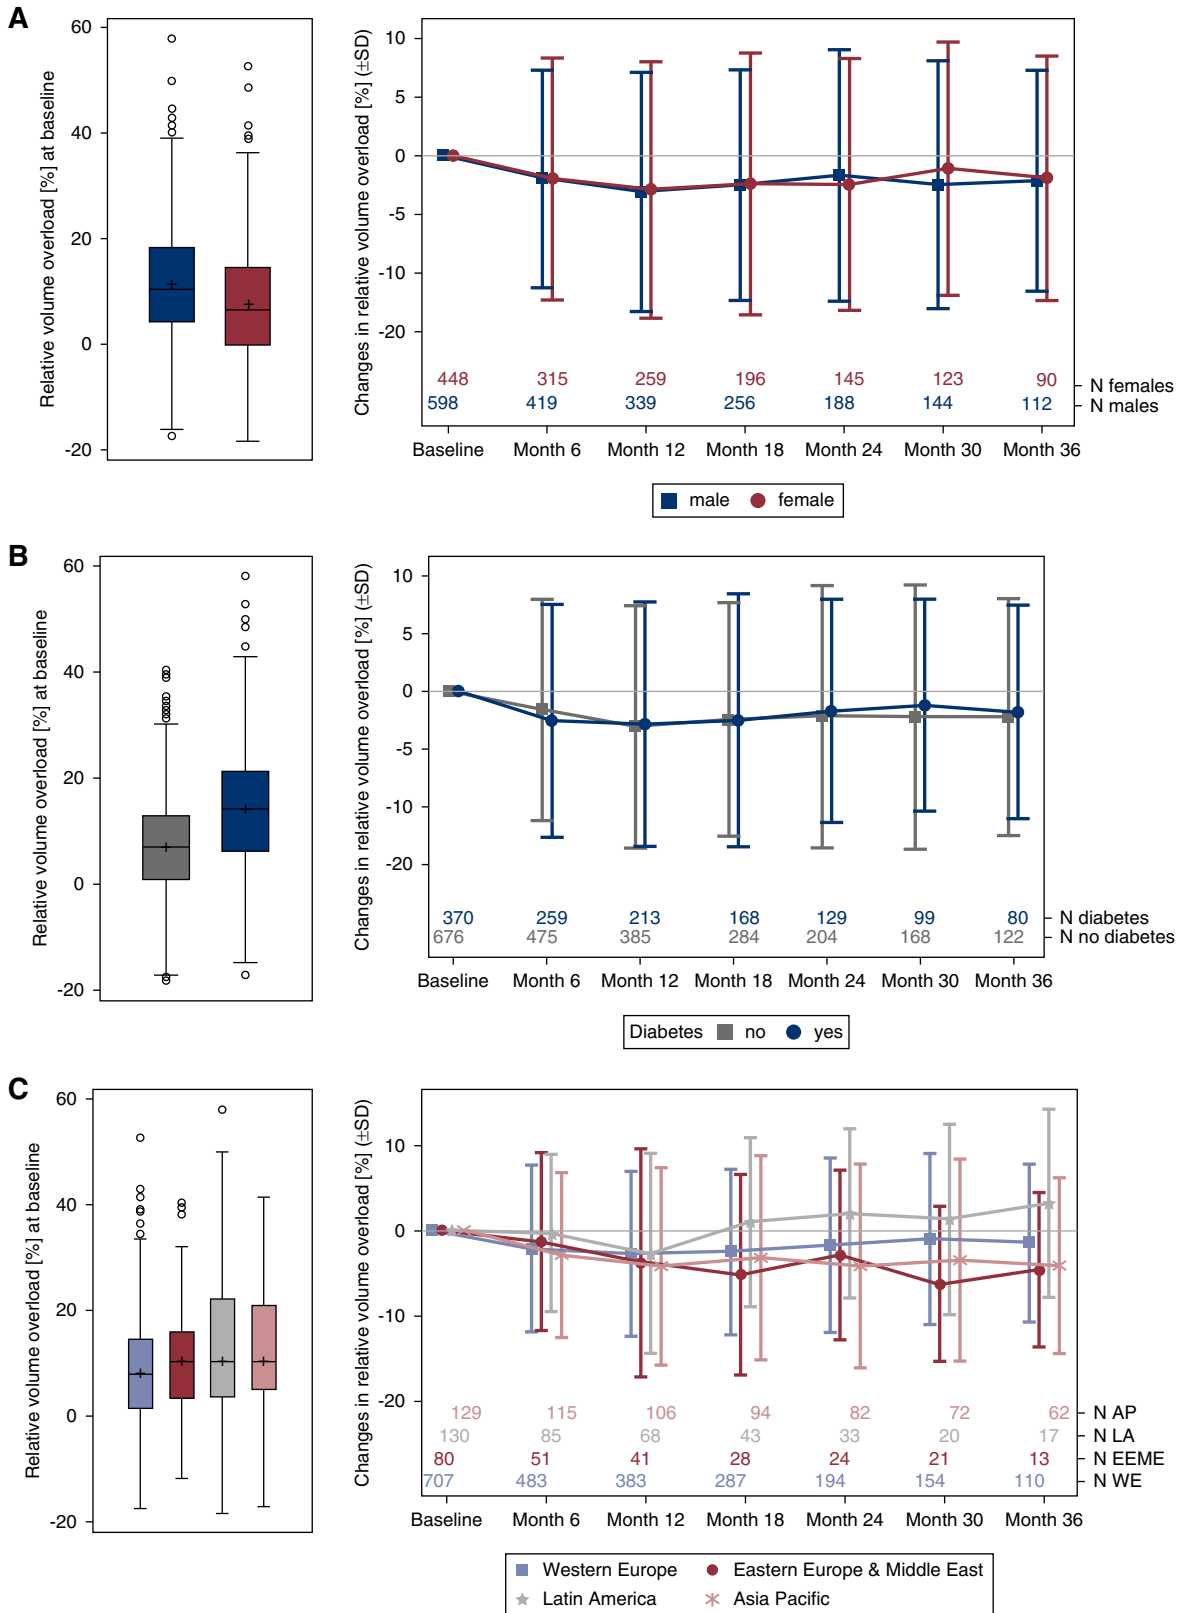 A
Relative volume overload [%] at baseline
60
40
20
0
-20
Changes in relative volume overload [%] (±SD)
10
5
0
-5
-10
-20
448 315 259 196 145 123 90 N females
598 419 339 256 188 144 112 N males
Baseline Month 6 Month 12 Month 18 Month 24 Month 30 Month 36
male female
B
Relative volume overload [%] at baseline
60
40
20
0
-20
Changes in relative volume overload [%] (±SD)
10
5
0
-5
-10
-20
370 259 213 168 129 99 80 N diabetes
676 475 385 284 204 168 122 N no diabetes
Baseline Month 6 Month 12 Month 18 Month 24 Month 30 Month 36
Diabetes no yes
C
Relative volume overload [%] at baseline
60
40
20
0
-20
Changes in relative volume overload [%] (±SD)
10
0
-10
-20
129 115 106 94 82 72 62 N AP
130 85 68 43 33 20 17 N LA
80 51 41 28 24 21 13 N EEME
707 483 383 287 194 154 110 N WE
Baseline Month 6 Month 12 Month 18 Month 24 Month 30 Month 36
Western Europe Eastern Europe & Middle East
Latin America Asia Pacific